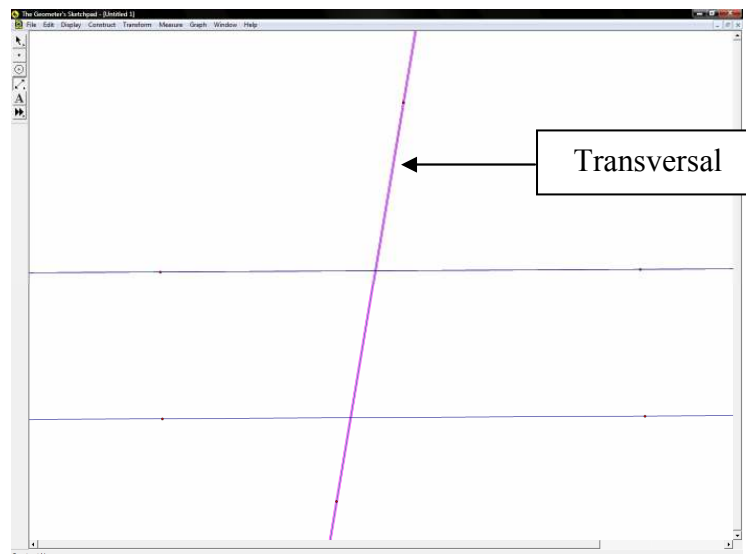 The Geometer's Sketchpad - [Untitled 1]
File Edit Display Construct Transform Measure Graph Window Help
A
Transversal